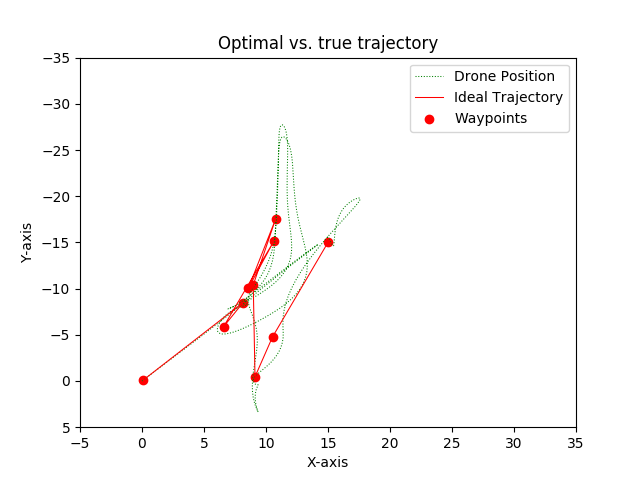 Optimal vs. true trajectory
Drone Position
Ideal Trajectory
Waypoints
Y-axis
−35
−30
−25
−20
−15
−10
−5
0
5
−5 0 5 10 15 20 25 30 35
X-axis